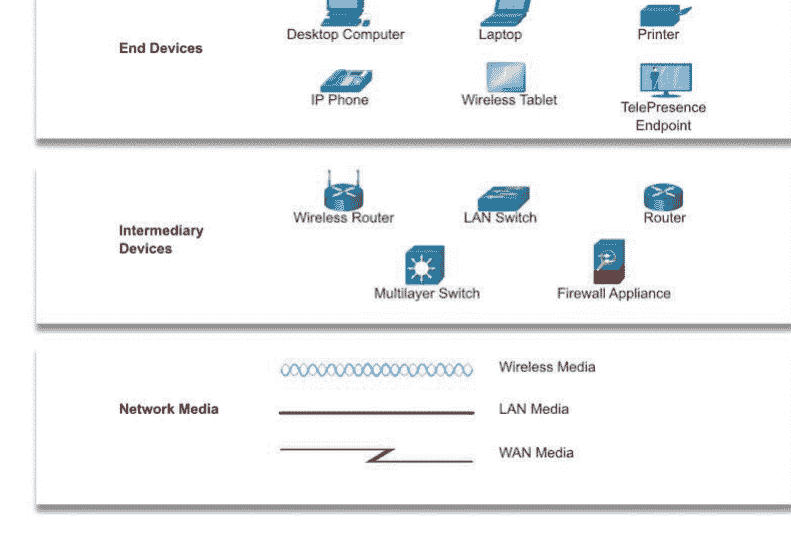 End Devices
Desktop Computer
Laptop
Printer
IP Phone
Wireless Tablet
TelePresence
Endpoint
Intermediary
Devices
Wireless Router
LAN Switch
Router
Multilayer Switch
Firewall Appliance
Network Media
Wireless Media
LAN Media
WAN Media